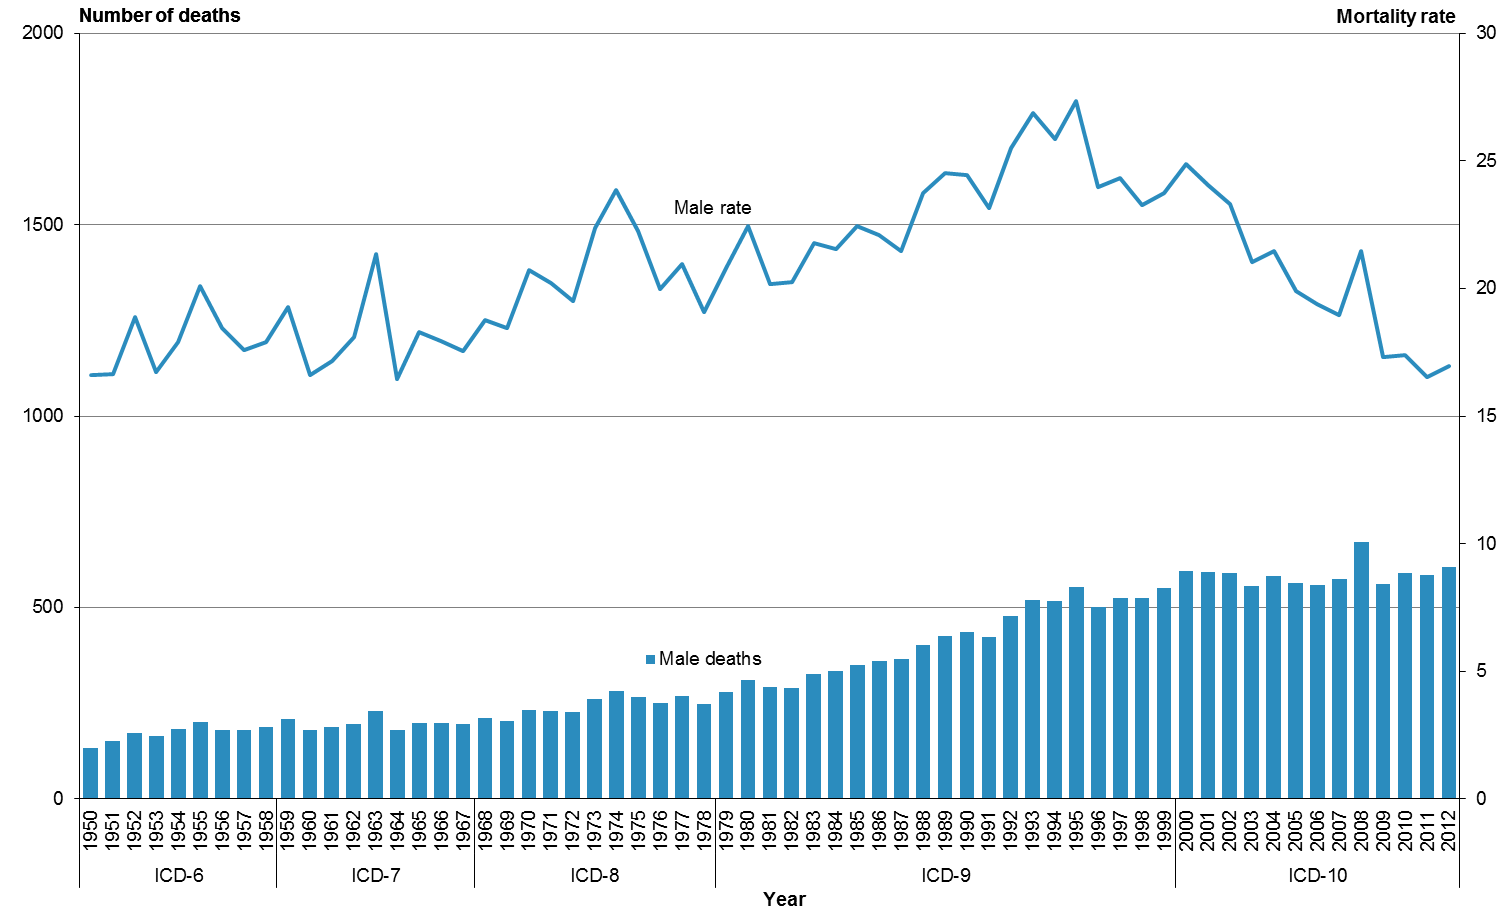 Number of deaths
Mortality rate
2000
30
25
1500
Male rate
20
1000
15
10
500
Male deaths
5
0
0
1950 1951 1952 1953 1954 1955 1956 1957 1958 1959 1960 1961 1962 1963 1964 1965 1966 1967 1968 1969 1970 1971 1972 1973 1974 1975 1976 1977 1978 1979 1980 1981 1982 1983 1984 1985 1986 1987 1988 1989 1990 1991 1992 1993 1994 1995 1996 1997 1998 1999 2000 2001 2002 2003 2004 2005 2006 2007 2008 2009 2010 2011 2012
ICD-6 ICD-7 ICD-8 ICD-9 ICD-10
Year